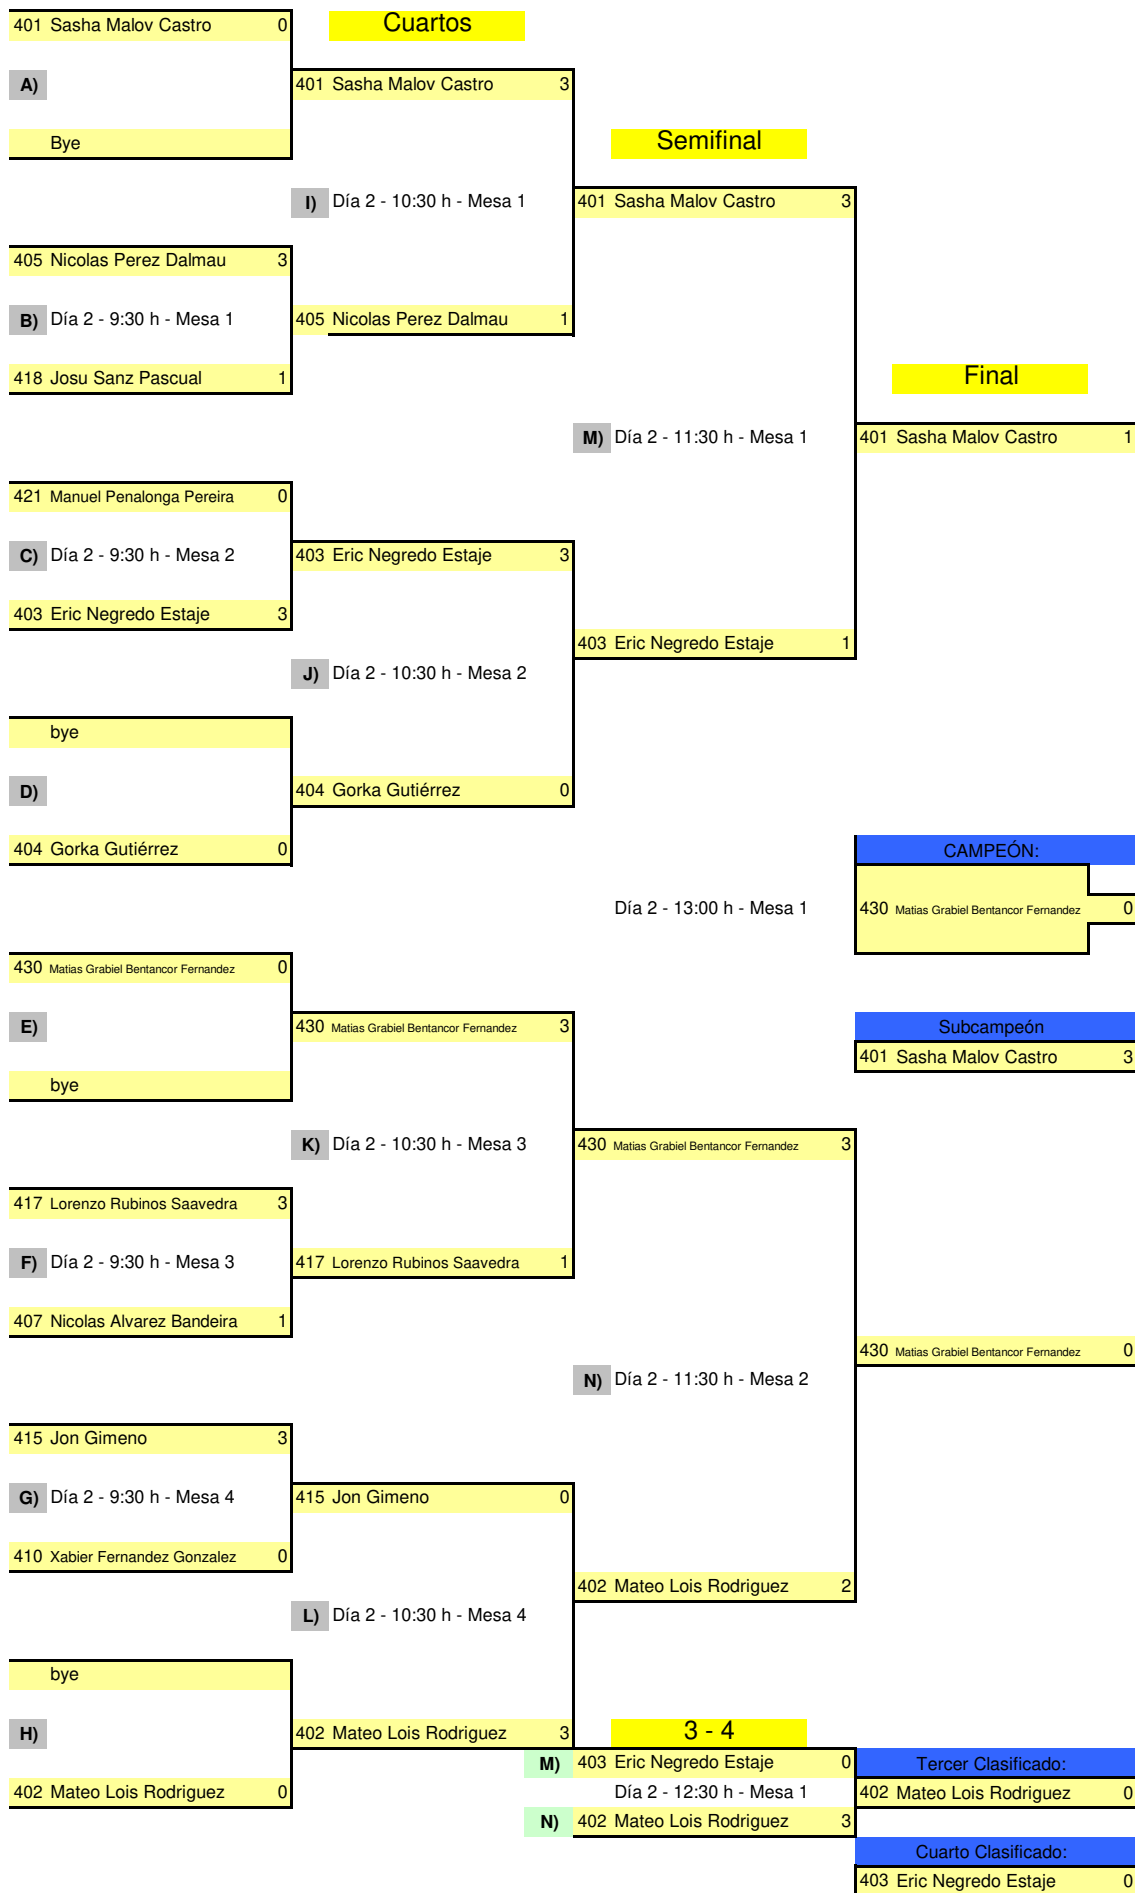 401 Sasha Malov Castro 0
Cuartos
A)
401 Sasha Malov Castro 3
Bye
Semifinal
I) Día 2 - 10:30 h - Mesa 1
401 Sasha Malov Castro 3
405 Nicolas Perez Dalmau 3
B) Día 2 - 9:30 h - Mesa 1
405 Nicolas Perez Dalmau 1
418 Josu Sanz Pascual 1
Final
M) Día 2 - 11:30 h - Mesa 1
401 Sasha Malov Castro 1
421 Manuel Penalonga Pereira 0
C) Día 2 - 9:30 h - Mesa 2
403 Eric Negredo Estaje 3
403 Eric Negredo Estaje 3
403 Eric Negredo Estaje 1
J) Día 2 - 10:30 h - Mesa 2
bye
D)
404 Gorka Gutiérrez 0
404 Gorka Gutiérrez 0
CAMPEÓN:
Día 2 - 13:00 h - Mesa 1
430 Matias Grabiel Bentancor Fernandez 0
430 Matias Grabiel Bentancor Fernandez 0
E)
430 Matias Grabiel Bentancor Fernandez 3
Subcampeón
401 Sasha Malov Castro 3
bye
K) Día 2 - 10:30 h - Mesa 3
430 Matias Grabiel Bentancor Fernandez 3
417 Lorenzo Rubinos Saavedra 3
F) Día 2 - 9:30 h - Mesa 3
417 Lorenzo Rubinos Saavedra 1
407 Nicolas Alvarez Bandeira 1
430 Matias Grabiel Bentancor Fernandez 0
N) Día 2 - 11:30 h - Mesa 2
415 Jon Gimeno 3
G) Día 2 - 9:30 h - Mesa 4
415 Jon Gimeno 0
410 Xabier Fernandez Gonzalez 0
402 Mateo Lois Rodriguez 2
L) Día 2 - 10:30 h - Mesa 4
bye
H)
402 Mateo Lois Rodriguez 3
3 - 4
M) 403 Eric Negredo Estaje 0
Tercer Clasificado:
402 Mateo Lois Rodriguez 0
Día 2 - 12:30 h - Mesa 1
402 Mateo Lois Rodriguez 0
N) 402 Mateo Lois Rodriguez 3
Cuarto Clasificado:
403 Eric Negredo Estaje 0